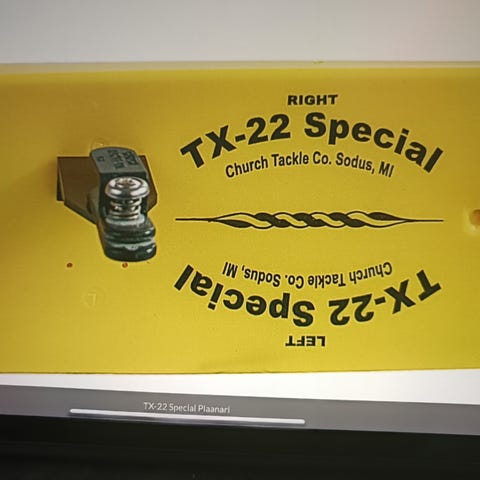 RIGHT
TX-22 Special
Church Tackle Co. Sodus, MI
Church Tackle Co. Sodus, MI
TX-22 Special
LEFT
TX-22 Special Plaanari